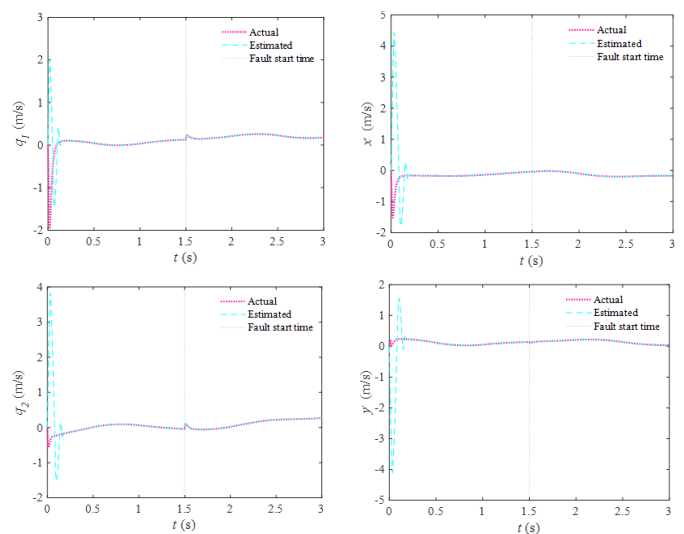 3
2
1
0
-1
-2
q1 (m/s)
0 0.5 1 1.5 2 2.5 3
t (s)
Actual
Estimated
Fault start time
5
4
3
2
1
0
-1
-2
x' (m/s)
0 0.5 1 1.5 2 2.5 3
t (s)
Actual
Estimated
Fault start time
4
3
2
1
0
-1
-2
q2 (m/s)
0 0.5 1 1.5 2 2.5 3
t (s)
Actual
Estimated
Fault start time
2
1
0
-1
-2
-3
-4
-5
y' (m/s)
0 0.5 1 1.5 2 2.5 3
t (s)
Actual
Estimated
Fault start time